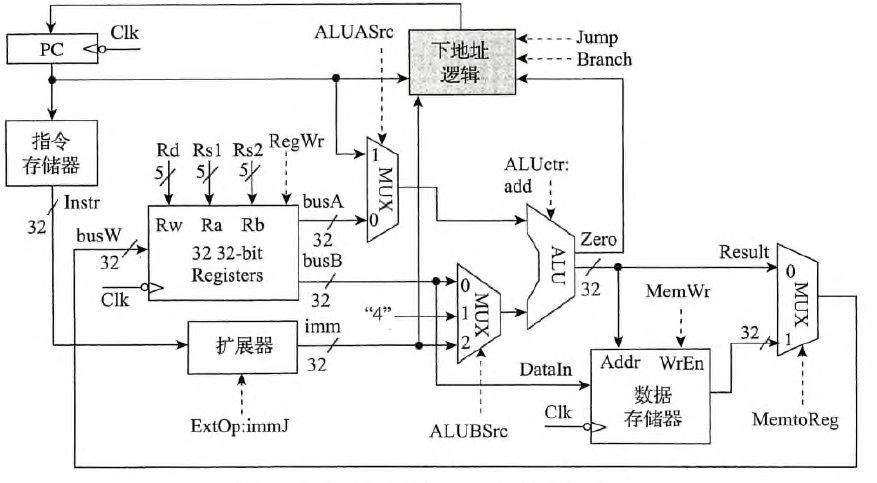 Clk
PC
ALUASrc
下地址
逻辑
Jump
Branch
指令
存储器
Rd
Rs1
Rs2
RegWr
5
5
5
1
MUX
0
ALUctr:
add
Instr
32
busW
32
Rw
Ra
Rb
32 32-bit
Registers
busA
32
busB
32
Clk
Zero
ALU
32
Result
0
MUX
1
MemWr
0
1
2
MUX
“4”
扩展器
imm
32
32
Addr
WrEn
数据
存储器
DataIn
Clk
ExtOp:immJ
ALUBSrc
MemtoReg